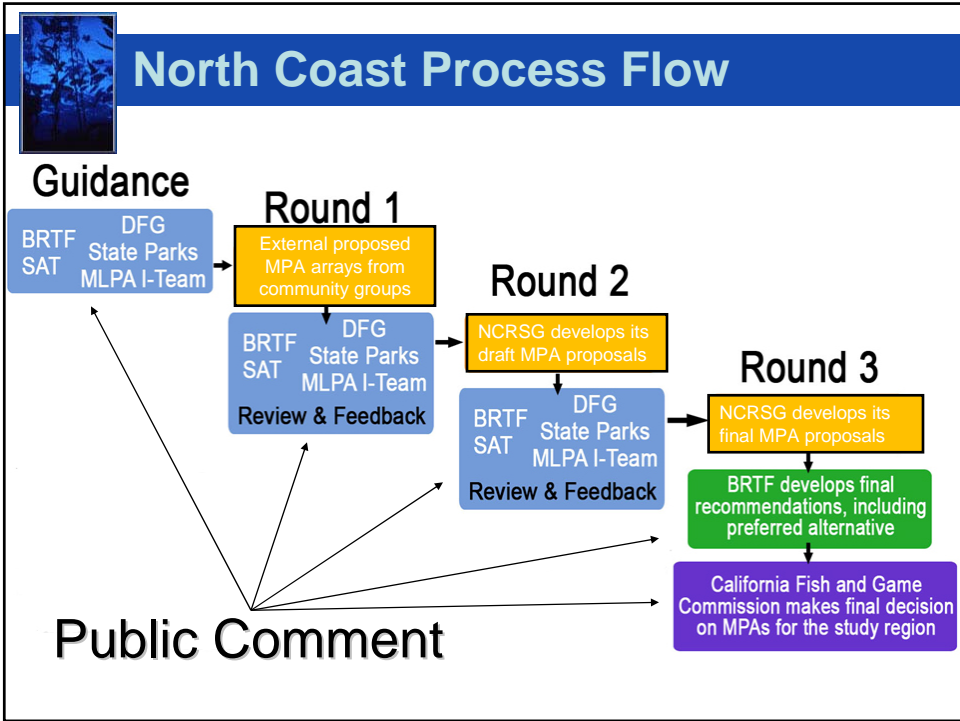 North Coast Process Flow
Guidance
BRTF
SAT
DFG
State Parks
MLPA I-Team
Round 1
External proposed
MPA arrays from
community groups
BRTF
SAT
DFG
State Parks
MLPA I-Team
Review & Feedback
Round 2
NCRSG develops its
draft MPA proposals
BRTF
SAT
DFG
State Parks
MLPA I-Team
Review & Feedback
Round 3
NCRSG develops its
final MPA proposals
BRTF develops final
recommendations, including
preferred alternative
California Fish and Game
Commission makes final decision
on MPAs for the study region
Public Comment